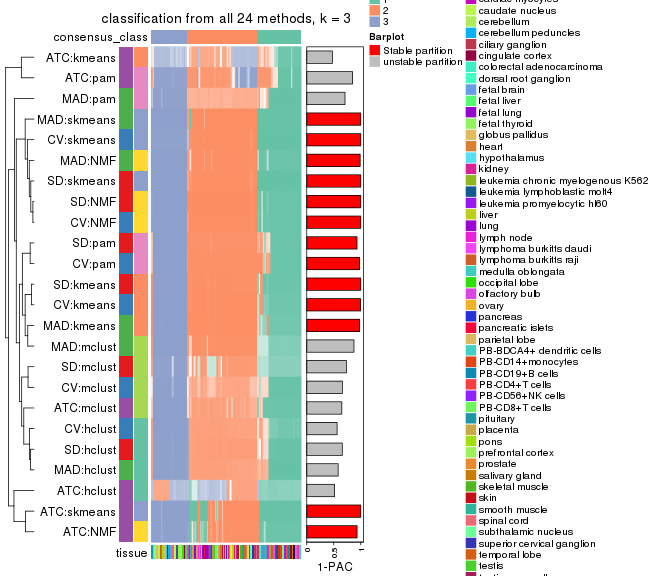 classification from all 24 methods, k = 3
consensus_class
ATC:kmeans
ATC:pam
MAD:pam
MAD:skmeans
CV:skmeans
MAD:NMF
SD:skmeans
SD:NMF
CV:NMF
SD:pam
CV:pam
SD:kmeans
CV:kmeans
MAD:kmeans
MAD:mclust
SD:mclust
CV:mclust
ATC:mclust
CV:hclust
SD:hclust
MAD:hclust
ATC:hclust
ATC:skmeans
ATC:NMF
tissue
0
0.5
1
1-PAC
2
3
Barplot
Stable partition
unstable partition
caudate nucleus
cerebellum
cerebellum peduncles
ciliary ganglion
cingulate cortex
colorectal adenocarcinoma
dorsal root ganglion
fetal brain
fetal liver
fetal lung
fetal thyroid
globus pallidus
heart
hypothalamus
kidney
leukemia chronic myelogenous K562
leukemia lymphoblastic molt4
leukemia promyelocytic hl60
liver
lung
lymph node
lymphoma burkitts daudi
lymphoma burkitts raji
medulla oblongata
occipital lobe
olfactory bulb
ovary
pancreas
pancreatic islets
parietal lobe
PB-BDCA4+ dendritic cells
PB-CD14+monocytes
PB-CD19+B cells
PB-CD4+T cells
PB-CD56+NK cells
PB-CD8+T cells
pituitary
placenta
pons
prefrontal cortex
prostate
salivary gland
skeletal muscle
skin
smooth muscle
spinal cord
subthalamic nucleus
superior cervical ganglion
temporal lobe
testis